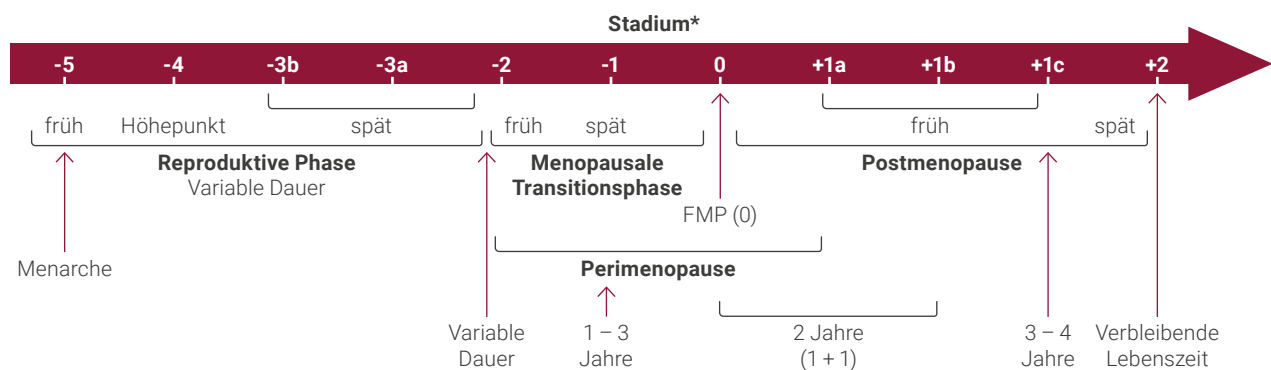 Stadium*
-5 -4 -3b -3a -2 -1 0 +1a +1b +1c +2
früh Höhepunkt spät früh spät früh spät
Reproduktive Phase
Variable Dauer
Menopausale
Transitionsphase
Postmenopause
FMP (0)
Menarche
Perimenopause
Variable
Dauer
1 – 3
Jahre
2 Jahre
(1 + 1)
3 – 4
Jahre
Verbleibende
Lebenszeit